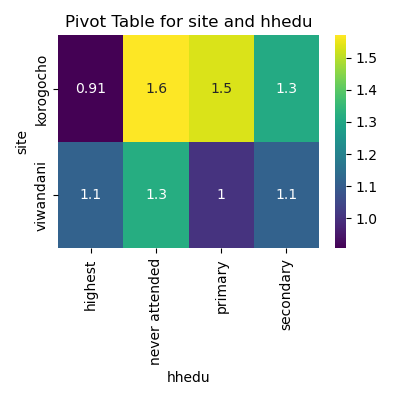 Pivot Table for site and hhedu
site
korogocho
0.91 1.6 1.5 1.3
viwandani
1.1 1.3 1 1.1
highest
never attended
primary
secondary
hhedu
1.5
1.4
1.3
1.2
1.1
1.0